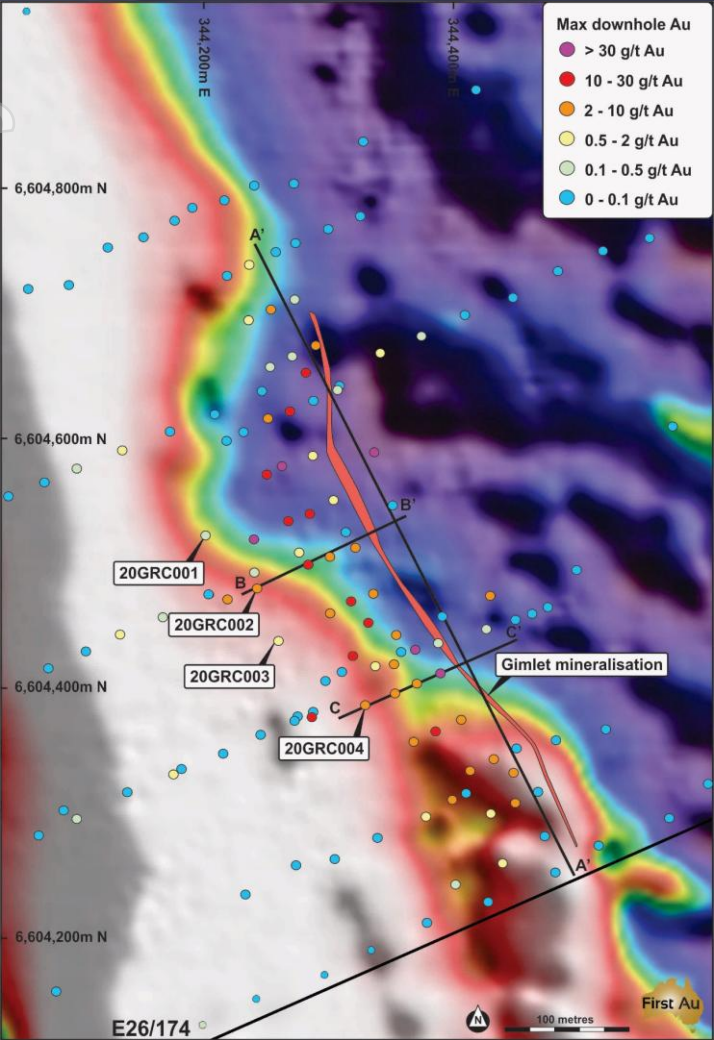 344,200m E
344,400m E
Max downhole Au
> 30 g/t Au
10 - 30 g/t Au
2 - 10 g/t Au
0.5 - 2 g/t Au
0.1 - 0.5 g/t Au
0 - 0.1 g/t Au
6,604,800m N
A'
6,604,600m N
B'
20GRC001
B
20GRC002
C'
20GRC003
Gimlet mineralisation
6,604,400m N
C
20GRC004
A'
6,604,200m N
First Au
N
100 metres
E26/174